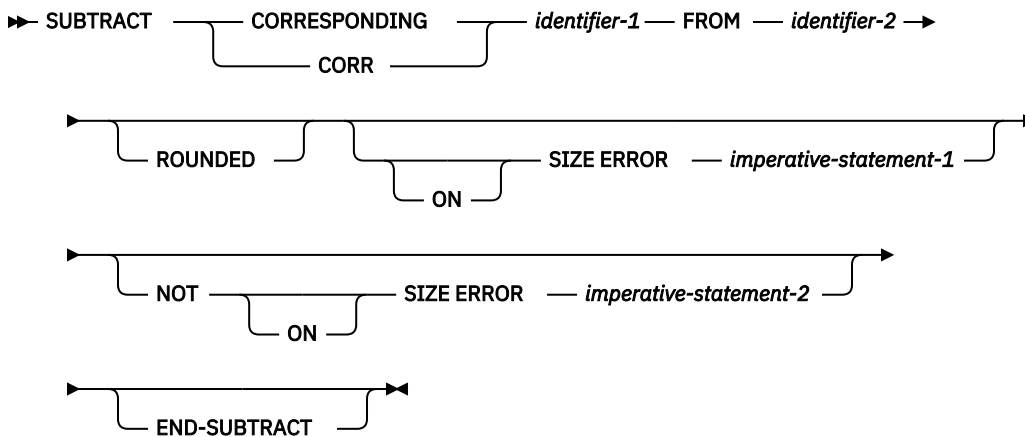 SUBTRACT CORRESPONDING identifier-1 FROM identifier-2
CORR
ROUNDED SIZE ERROR imperative-statement-1
ON
NOT SIZE ERROR imperative-statement-2
ON
END-SUBTRACT